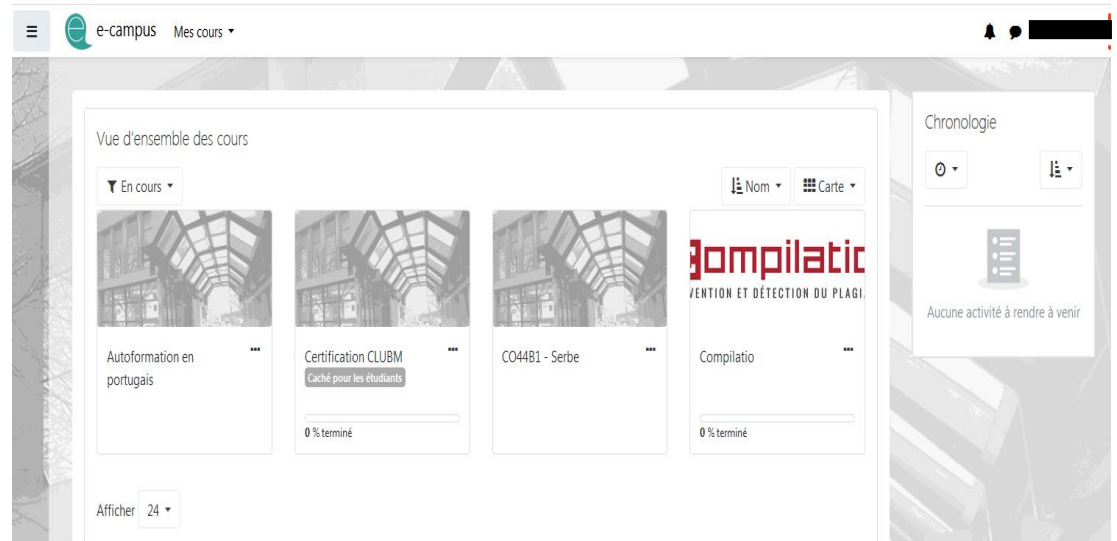 e-campus Mes cours
Vue d'ensemble des cours
En cours
Nom
Carte
Autoformation en
portugais
Certification CLUBM
Caché pour les étudiants
0 % terminé
CO44B1 - Serbe
compilatio
VENTION ET DÉTECTION DU PLAGI
Compilatio
0 % terminé
Afficher 24
Chronologie
Aucune activité à rendre à venir